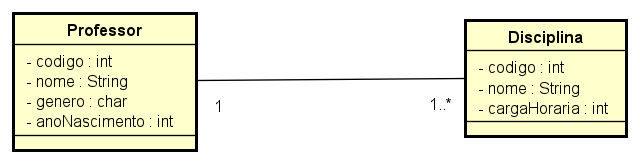 Professor
- codigo : int
- nome : String
- genero : char
- anoNascimento : int
1
1..*
Disciplina
- codigo : int
- nome : String
- cargaHoraria : int